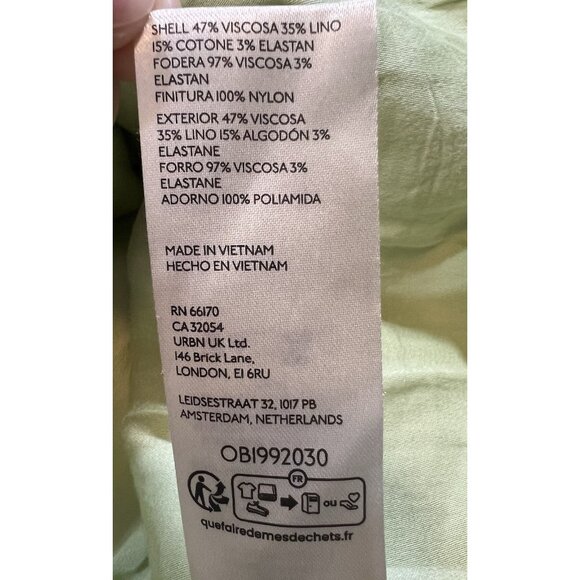 SHELL 47% VISCOSA 35% LINO
15% COTONE 3% ELASTAN
FODERA 97% VISCOSA 3%
ELASTAN
FINITURA 100% NYLON
EXTERIOR 47% VISCOSA
35% LINO 15% ALGODÓN 3%
ELASTANE
FORRO 97% VISCOSA 3%
ELASTANE
ADORNO 100% POLIAMIDA
MADE IN VIETNAM
HECHO EN VIETNAM
RN 66170
CA 32054
URBN UK Ltd.
146 Brick Lane,
LONDON, E1 6RU
LEIDSESTRAAT 32, 1017 PB
AMSTERDAM, NETHERLANDS
OB1992030
FR
OU
quefairedemesdechets.fr